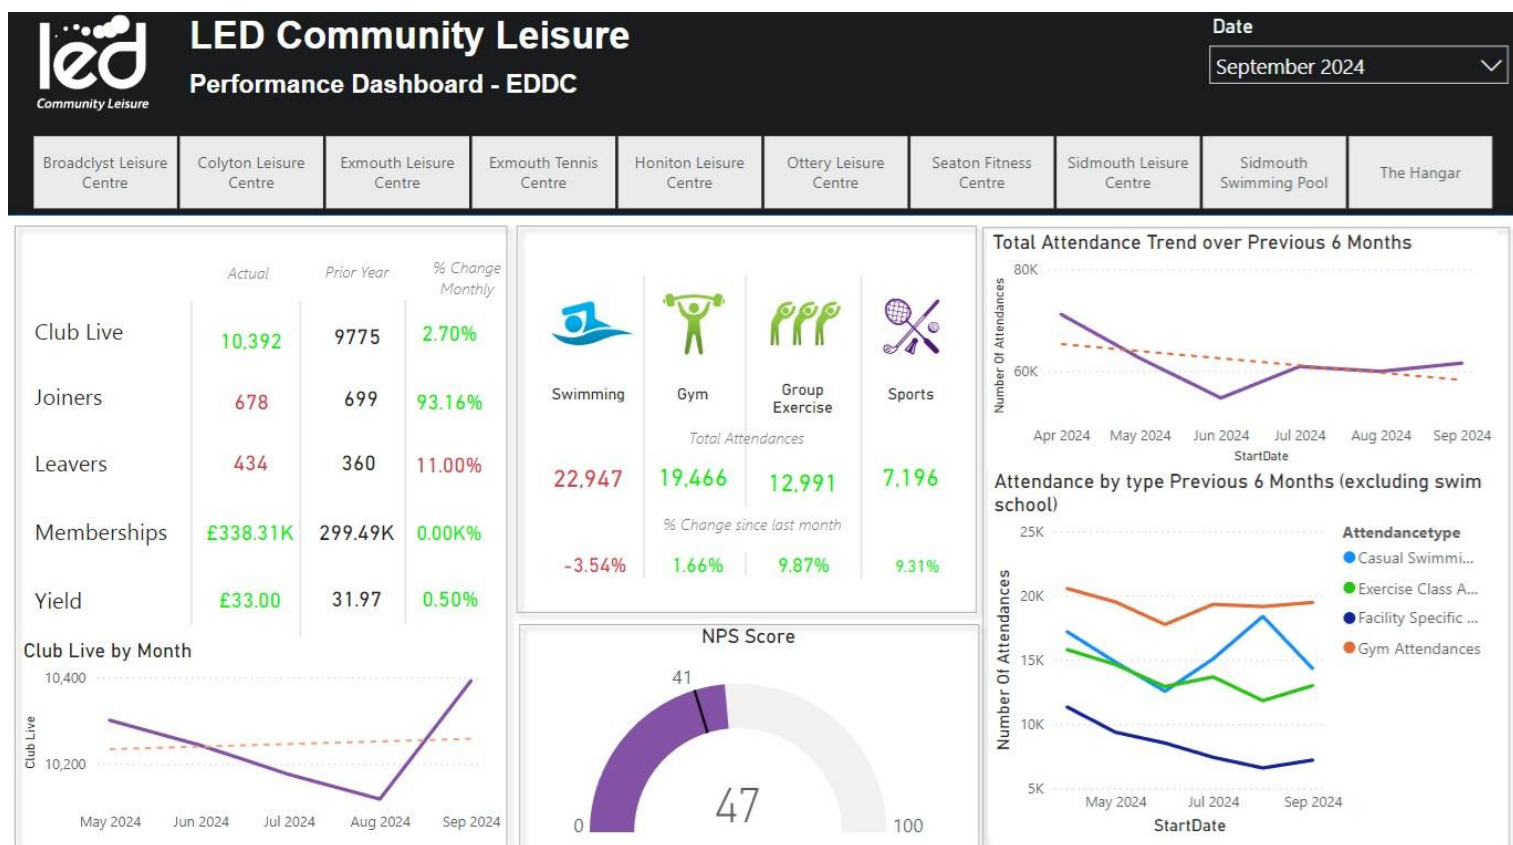 led
Community Leisure
LED Community Leisure
Performance Dashboard - EDDC
Date
September 2024
Broadclyst Leisure
Centre
Colyton Leisure
Centre
Exmouth Leisure
Centre
Exmouth Tennis
Centre
Honiton Leisure
Centre
Ottery Leisure
Centre
Seaton Fitness
Centre
Sidmouth Leisure
Centre
Sidmouth
Swimming Pool
The Hangar
Actual Prior Year % Change
Monthly
Club Live 10,392 9775 2.70%
Joiners 678 699 93.16%
Leavers 434 360 11.00%
Memberships £338.31K 299.49K 0.00K%
Yield £33.00 31.97 0.50%
Club Live by Month
10,400
10,200
Club Live
May 2024 Jun 2024 Jul 2024 Aug 2024 Sep 2024
Swimming Gym Group
Exercise Sports
Total Attendances
22,947 19,466 12,991 7,196
% Change since last month
-3.54% 1.66% 9.87% 9.31%
NPS Score
41
47
0 100
Total Attendance Trend over Previous 6 Months
80K
60K
Number Of Attendances
Apr 2024 May 2024 Jun 2024 Jul 2024 Aug 2024 Sep 2024
StartDate
Attendance by type Previous 6 Months (excluding swim
school)
25K
20K
15K
10K
5K
Number Of Attendances
May 2024 Jul 2024 Sep 2024
StartDate
Attendancetype
Casual Swimmi...
Exercise Class A...
Facility Specific ...
Gym Attendances